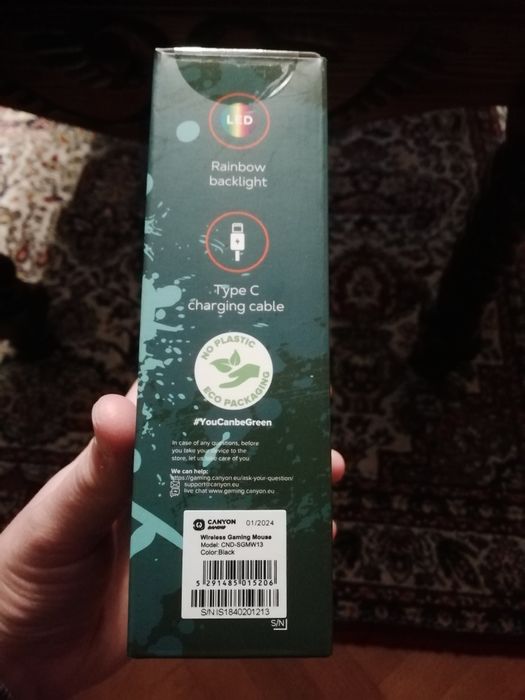 LED
Rainbow
backlight
Type C
charging cable
NO PLASTIC
ECO PACKAGING
#YouCanbeGreen
In case of any questions, before
you take your device to the
store, let us take care of you
We can help:
https://gaming.canyon.eu/ask-your-question/
support@canyon.eu
live chat www.gaming.canyon.eu
CANYON 01/2024
GAMING
Wireless Gaming Mouse
Model: CND-SGMW13
Color:Black
5 291485 015206
S/N IS1840201213
S/N